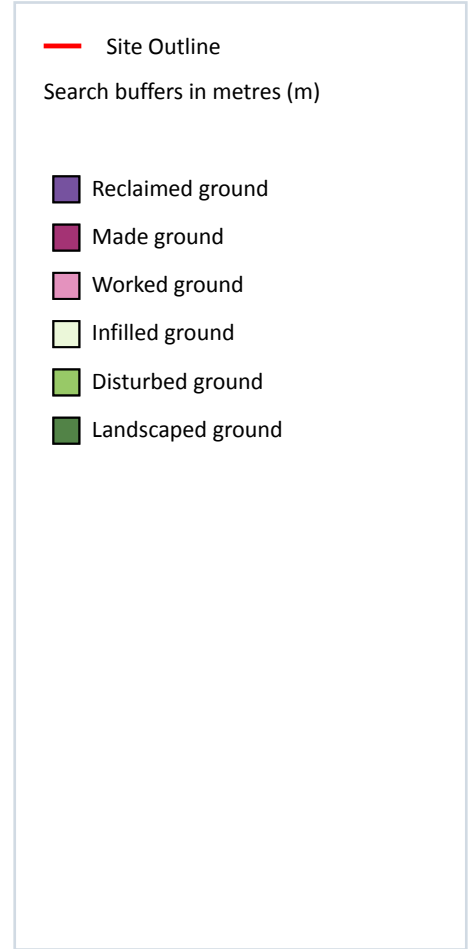 Site Outline
Search buffers in metres (m)
Reclaimed ground
Made ground
Worked ground
Infilled ground
Disturbed ground
Landscaped ground